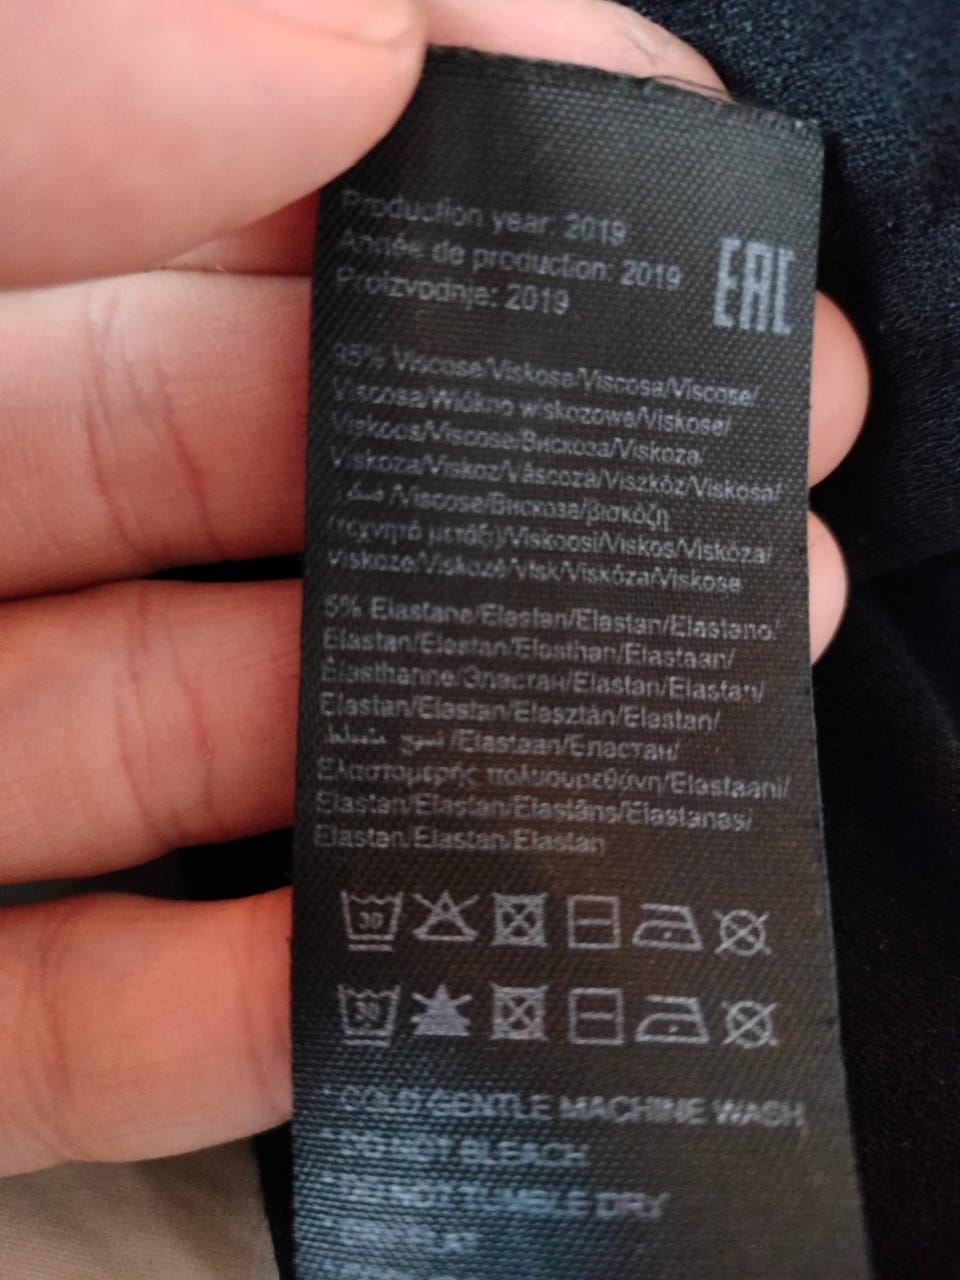 Production year: 2019
Année de production: 2019
Proizvodnje: 2019
EAC
95% Viscose/Viskose/Viscosa/Viscose/
Viscosa/Włókno wiskozowe/Viskose/
Viskoos/Viscose/Вискоза/Viskoza/
Viskoza/Viskoz/Vâscoză/Viszkóz/Viskosa/
/Viscose/Вискоза/βισκόζη
(τεχνητό μετάξι)/Viskoosi/Viskos/Viskóza/
Viskoze/Viskozė/Visk/Viskóza/Viskose
5% Elastane/Elastan/Elastan/Elastano/
Elastan/Elastan/Elasthan/Elastaan/
Élasthanne/Эластан/Elastan/Elastan/
Elastan/Elastan/Elasztán/Elastan/
/Elastaan/Еластан/
Ελαστομερής πολυουρεθάνη/Elastaani/
Elastan/Elastan/Elastāns/Elastanas/
Elastan/Elastan/Elastan
30
30
* COLD GENTLE MACHINE WASH
* DO NOT BLEACH
* DO NOT TUMBLE DRY
FLAT